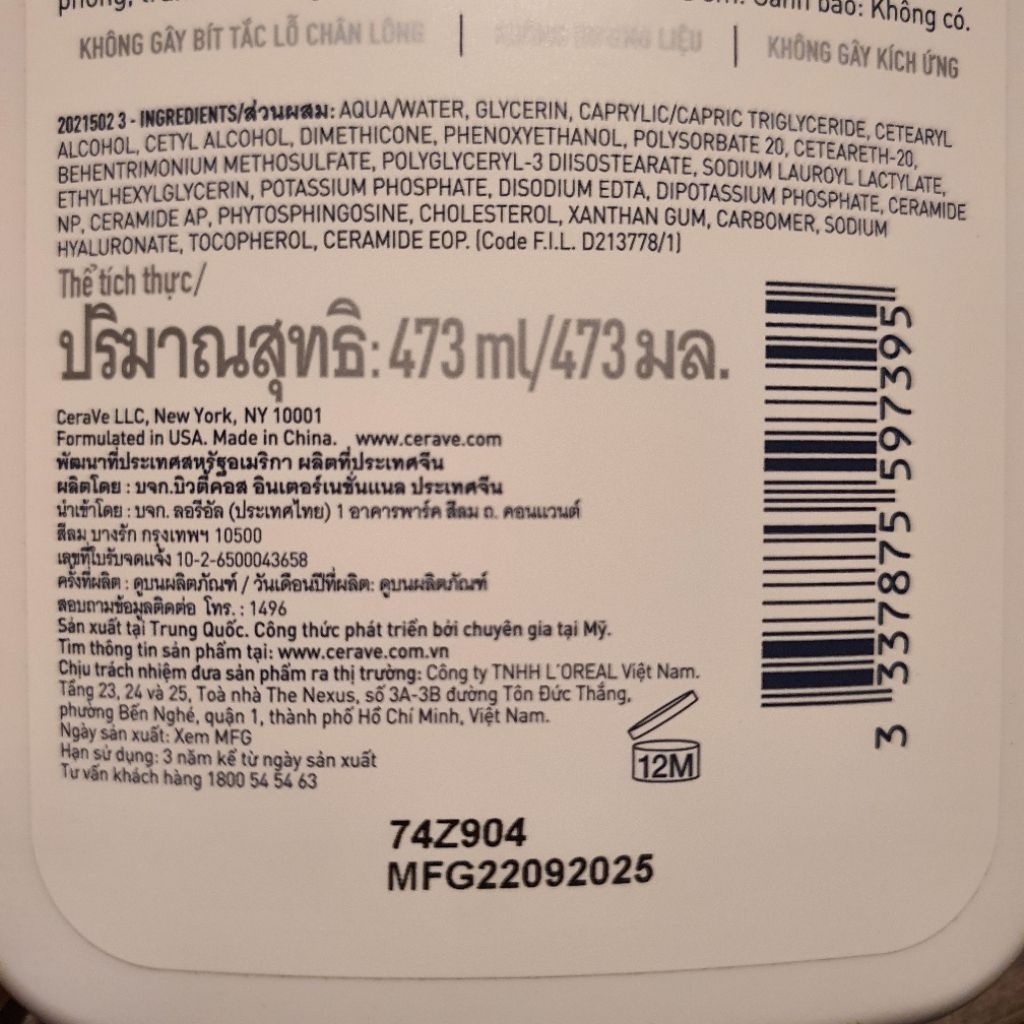 Cảnh báo: Không có.
KHÔNG GÂY BÍT TẮC LỖ CHÂN LÔNG | LIỆU | KHÔNG GÂY KÍCH ỨNG
2021502 3 - INGREDIENTS/ส่วนผสม: AQUA/WATER, GLYCERIN, CAPRYLIC/CAPRIC TRIGLYCERIDE, CETEARYL
ALCOHOL, CETYL ALCOHOL, DIMETHICONE, PHENOXYETHANOL, POLYSORBATE 20, CETEARETH-20,
BEHENTRIMONIUM METHOSULFATE, POLYGLYCERYL-3 DIISOSTEARATE, SODIUM LAUROYL LACTYLATE,
ETHYLHEXYLGLYCERIN, POTASSIUM PHOSPHATE, DISODIUM EDTA, DIPOTASSIUM PHOSPHATE, CERAMIDE
NP, CERAMIDE AP, PHYTOSPHINGOSINE, CHOLESTEROL, XANTHAN GUM, CARBOMER, SODIUM
HYALURONATE, TOCOPHEROL, CERAMIDE EOP. (Code F.I.L. D213778/1)
Thể tích thực/
ปริมาณสุทธิ: 473 ml/473 มล.
CeraVe LLC, New York, NY 10001
Formulated in USA. Made in China. www.cerave.com
พัฒนาที่ประเทศสหรัฐอเมริกา ผลิตที่ประเทศจีน
ผลิตโดย : บจก.บิวตี้คอส อินเตอร์เนชั่นแนล ประเทศจีน
นำเข้าโดย : บจก. ลอรีอัล (ประเทศไทย) 1 อาคารพาร์ค สีลม ถ. คอนแวนต์
สีลม บางรัก กรุงเทพฯ 10500
เลขที่ใบรับจดแจ้ง 10-2-6500043658
ครั้งที่ผลิต : ดูบนผลิตภัณฑ์ / วันเดือนปีที่ผลิต: ดูบนผลิตภัณฑ์
สอบถามข้อมูลติดต่อ โทร. : 1496
Sản xuất tại Trung Quốc. Công thức phát triển bởi chuyên gia tại Mỹ.
Tìm thông tin sản phẩm tại: www.cerave.com.vn
Chịu trách nhiệm đưa sản phẩm ra thị trường: Công ty TNHH L'OREAL Việt Nam.
Tầng 23, 24 và 25, Toà nhà The Nexus, số 3A-3B đường Tôn Đức Thắng,
phường Bến Nghé, quận 1, thành phố Hồ Chí Minh, Việt Nam.
Ngày sản xuất: Xem MFG
Hạn sử dụng: 3 năm kể từ ngày sản xuất
Tư vấn khách hàng 1800 54 54 63
12M
3 337875 597395
74Z904
MFG22092025